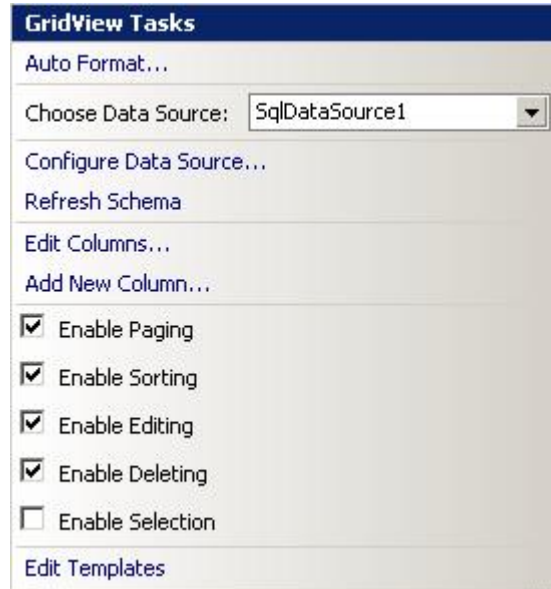 GridView Tasks
Auto Format...
Choose Data Source: SqlDataSource1
Configure Data Source...
Refresh Schema
Edit Columns...
Add New Column...
Enable Paging
Enable Sorting
Enable Editing
Enable Deleting
Enable Selection
Edit Templates